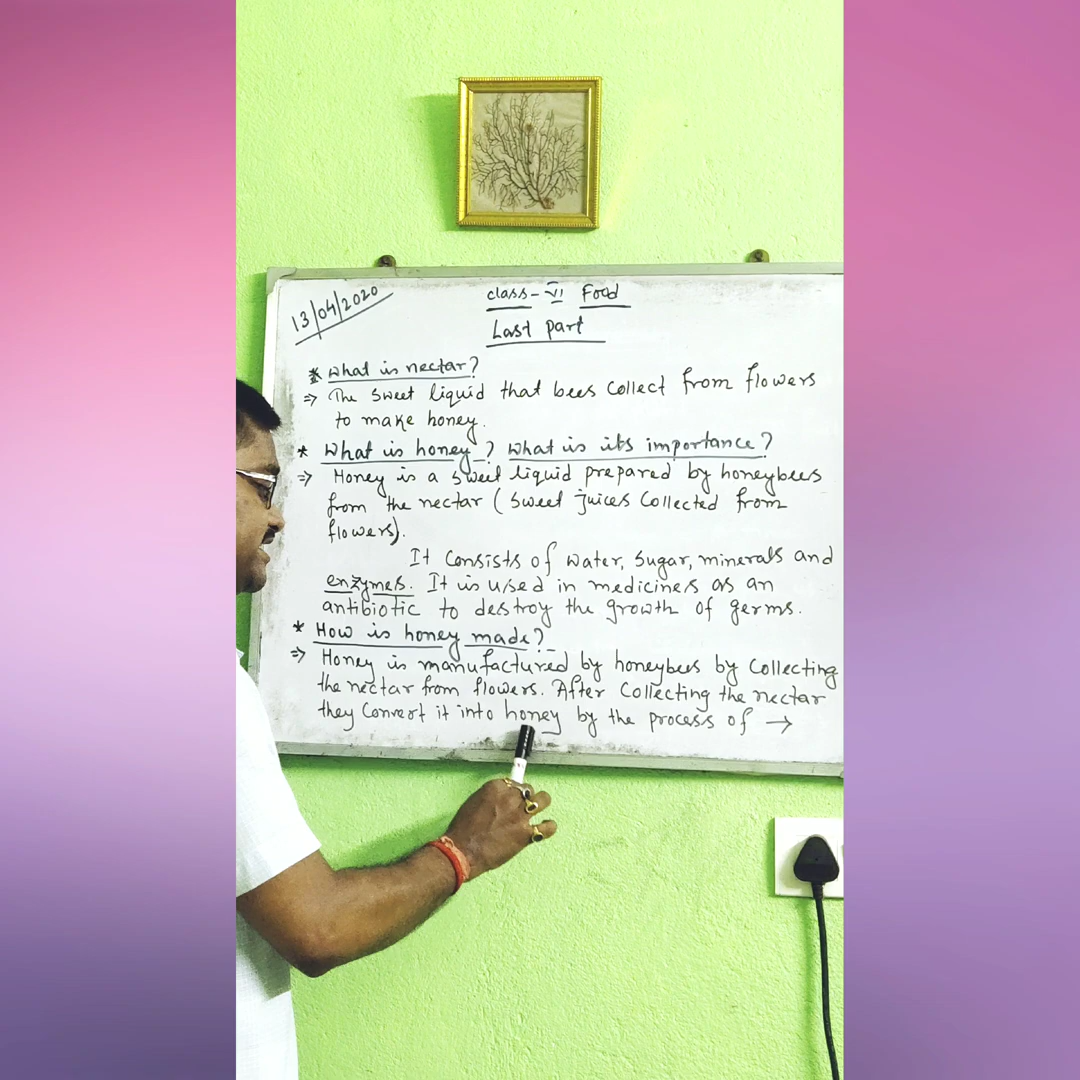 13/04/2020
class-VI Food
Last part
* What is nectar?
⇒ The sweet liquid that bees collect from flowers
to make honey.
* What is honey? What is its importance?
⇒ Honey is a sweet liquid prepared by honeybees
from the nectar (sweet juices collected from
flowers).
It consists of water, sugar, minerals and
enzymes. It is used in medicines as an
antibiotic to destroy the growth of germs.
* How is honey made?
⇒ Honey is manufactured by honeybees by collecting
the nectar from flowers. After collecting the nectar
they convert it into honey by the process of →